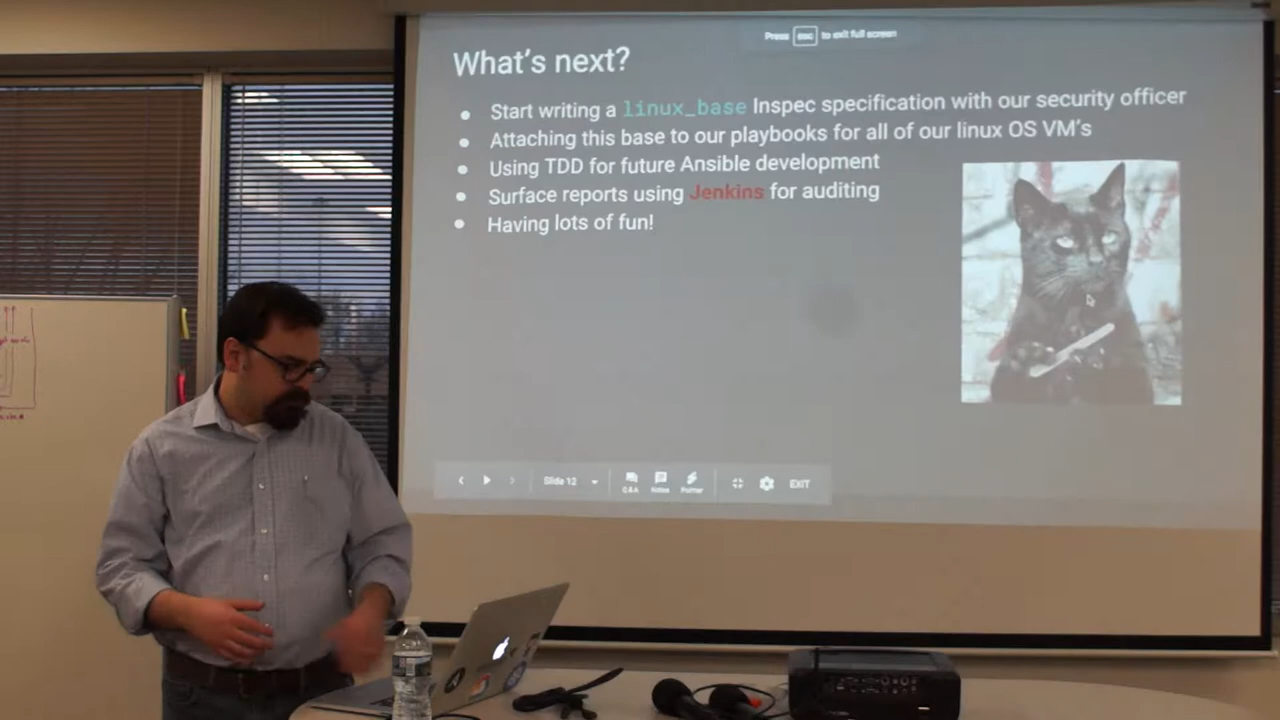 Press esc to exit full screen
What's next?
Start writing a linux_base Inspec specification with our security officer
Attaching this base to our playbooks for all of our linux OS VM's
Using TDD for future Ansible development
Surface reports using Jenkins for auditing
Having lots of fun!
Slide 12
Q&A Notes Pointer
EXIT